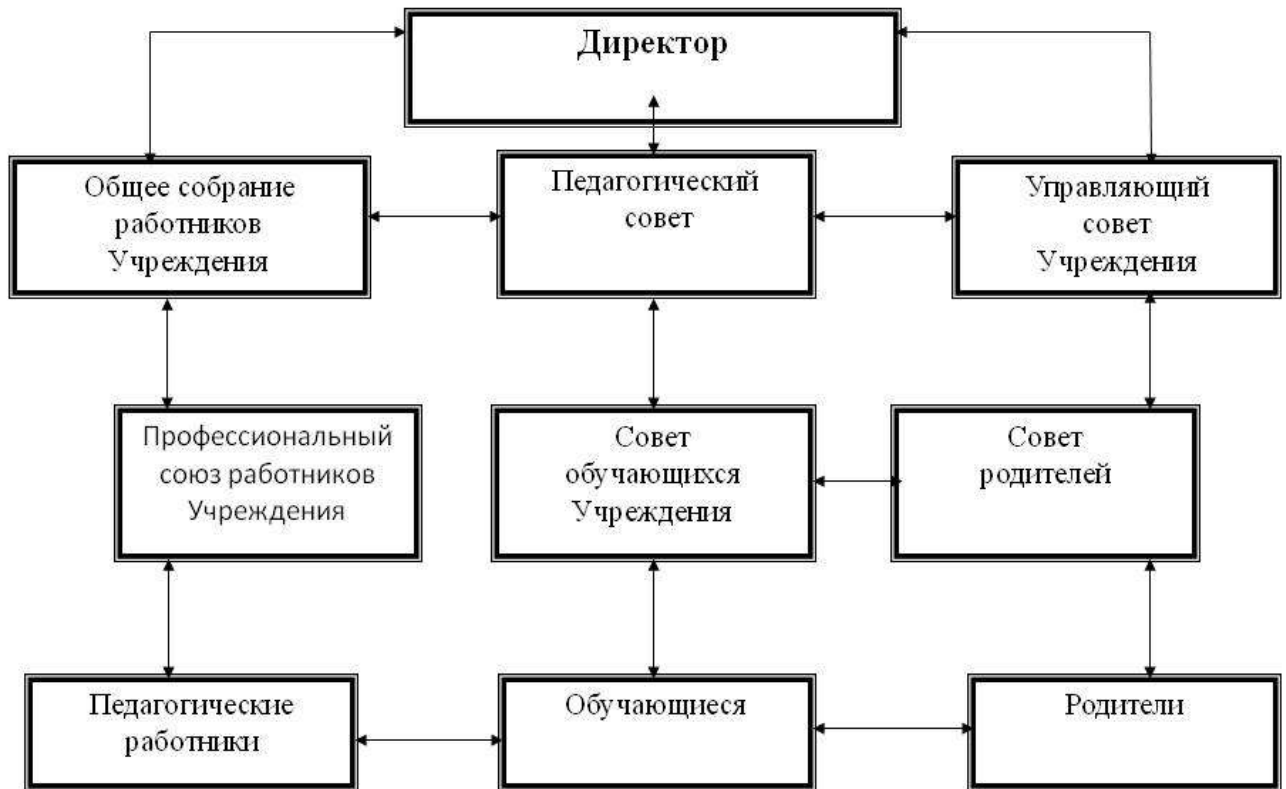 Директор
Общее собрание
работников
Учреждения
Педагогический
совет
Управляющий
совет
Учреждения
Профессиональный
союз работников
Учреждения
Совет
обучающихся
Учреждения
Совет
родителей
Педагогические
работники
Обучающиеся
Родители